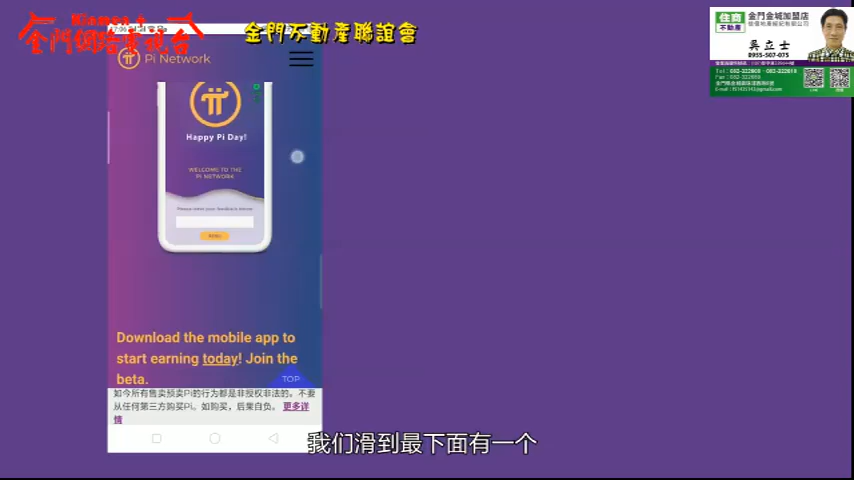 金門網路電視台
金門不動產聯誼會
住商
不動產
金門金城加盟店
吳立士
0955-507-075
Pi Network
Happy Pi Day!
WELCOME TO THE
PI NETWORK
Download the mobile app to
start earning today! Join the
beta.
TOP
如今所有售卖预卖Pi的行为都是非授权非法的。不要
从任何第三方购买Pi。如购买，后果自负。 更多详
情
我们滑到最下面有一个